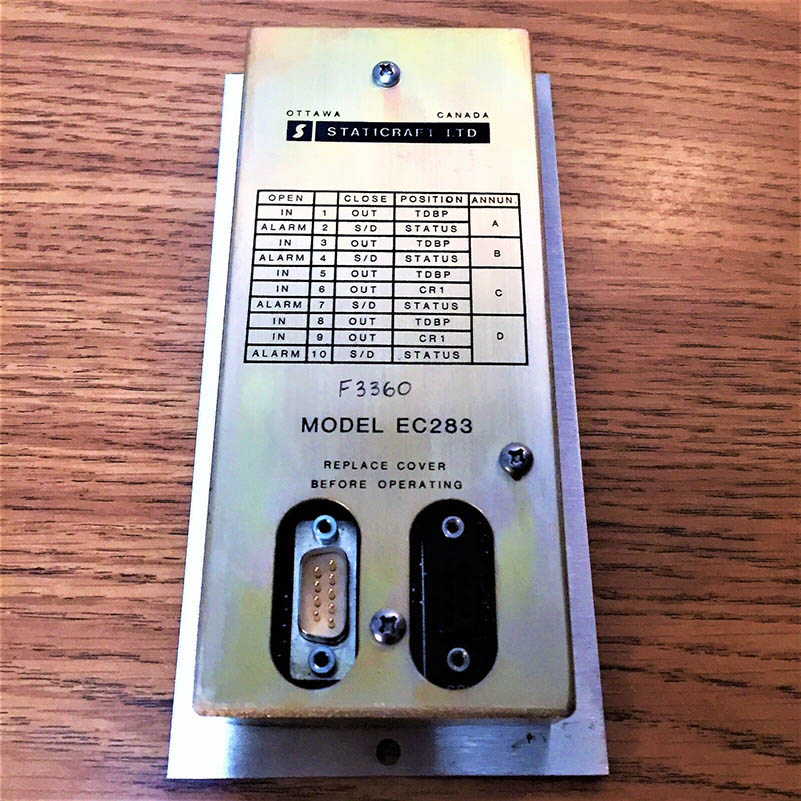 OTTAWA CANADA
S STATICRAFT LTD
OPEN CLOSE POSITION ANNUN.
IN 1 OUT TDBP A
ALARM 2 S/D STATUS
IN 3 OUT TDBP B
ALARM 4 S/D STATUS
IN 5 OUT TDBP C
IN 6 OUT CR1
ALARM 7 S/D STATUS
IN 8 OUT TDBP D
IN 9 OUT CR1
ALARM 10 S/D STATUS
F3360
MODEL EC283
REPLACE COVER
BEFORE OPERATING